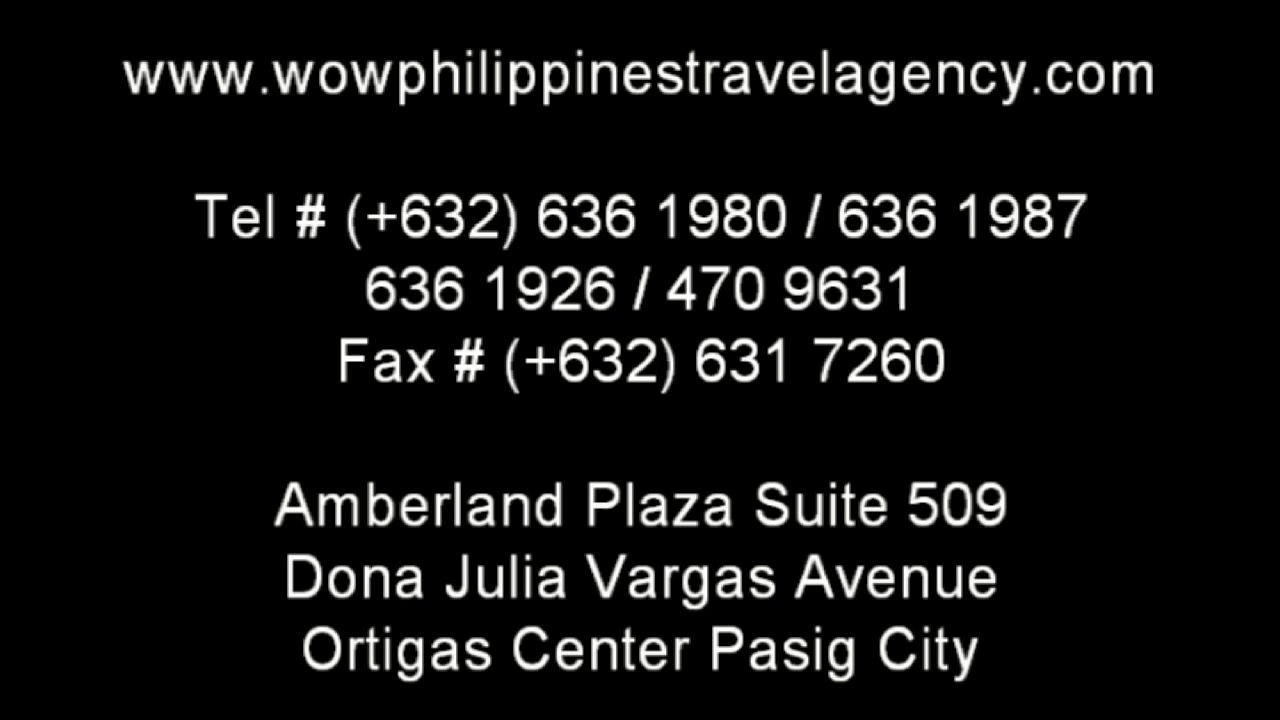 www.wowphilippinestravelagency.com
Tel # (+632) 636 1980 / 636 1987
636 1926 / 470 9631
Fax # (+632) 631 7260
Amberland Plaza Suite 509
Dona Julia Vargas Avenue
Ortigas Center Pasig City